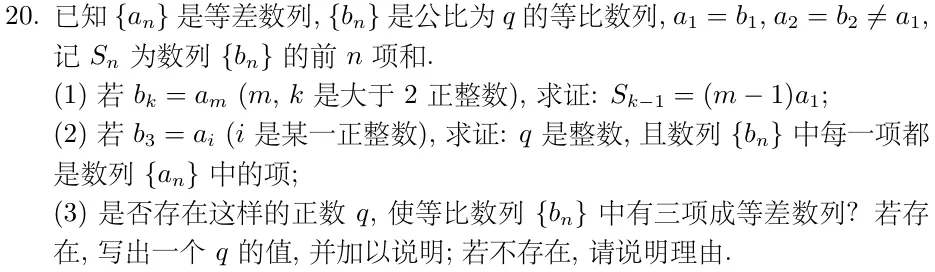 20. 已知 {aₙ} 是等差数列, {bₙ} 是公比为 q 的等比数列, a₁ = b₁, a₂ = b₂ ≠ a₁,
记 Sₙ 为数列 {bₙ} 的前 n 项和.
(1) 若 bₖ = aₘ (m, k 是大于 2 正整数), 求证: Sₖ₋₁ = (m − 1)a₁;
(2) 若 b₃ = aᵢ (i 是某一正整数), 求证: q 是整数, 且数列 {bₙ} 中每一项都
是数列 {aₙ} 中的项;
(3) 是否存在这样的正数 q, 使等比数列 {bₙ} 中有三项成等差数列? 若存
在, 写出一个 q 的值, 并加以说明; 若不存在, 请说明理由.